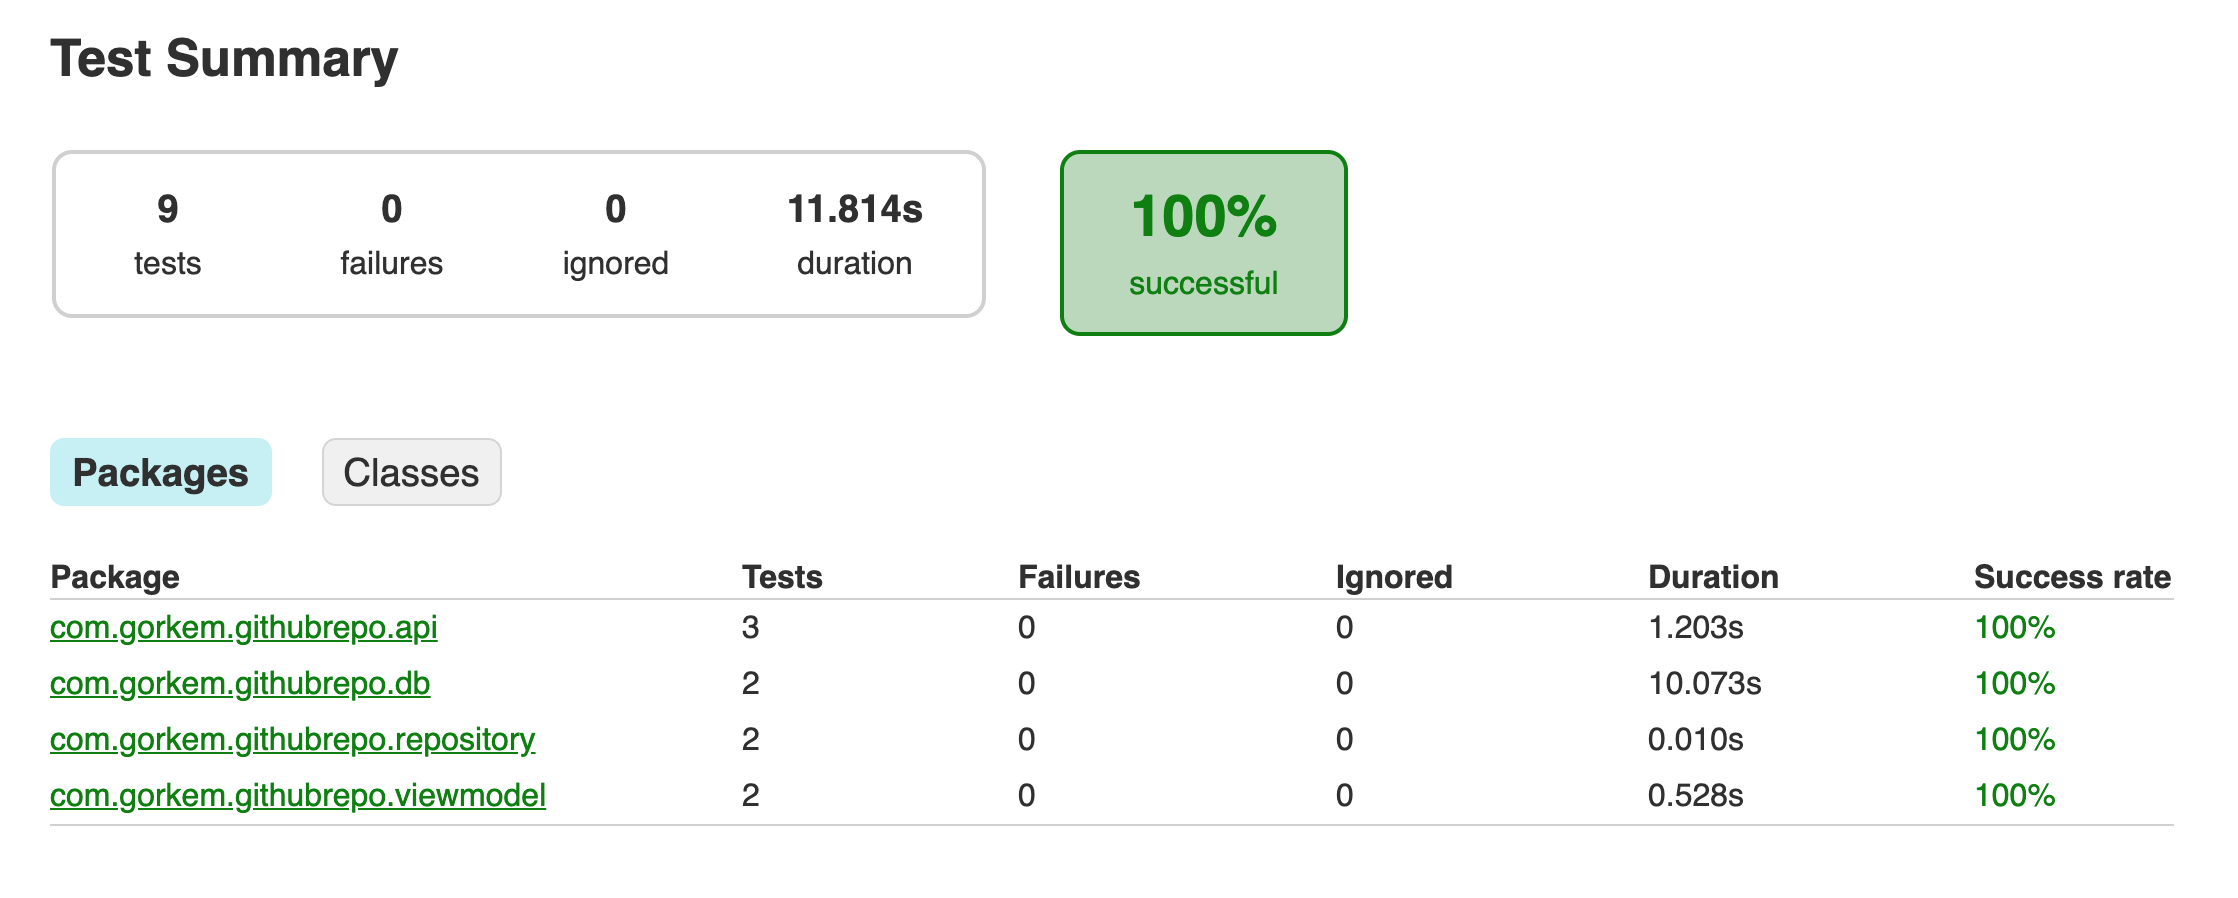 Test Summary
9 0 0 11.814s
tests failures ignored duration
100%
successful
Packages Classes
Package Tests Failures Ignored Duration Success rate
com.gorkem.githubrepo.api 3 0 0 1.203s 100%
com.gorkem.githubrepo.db 2 0 0 10.073s 100%
com.gorkem.githubrepo.repository 2 0 0 0.010s 100%
com.gorkem.githubrepo.viewmodel 2 0 0 0.528s 100%